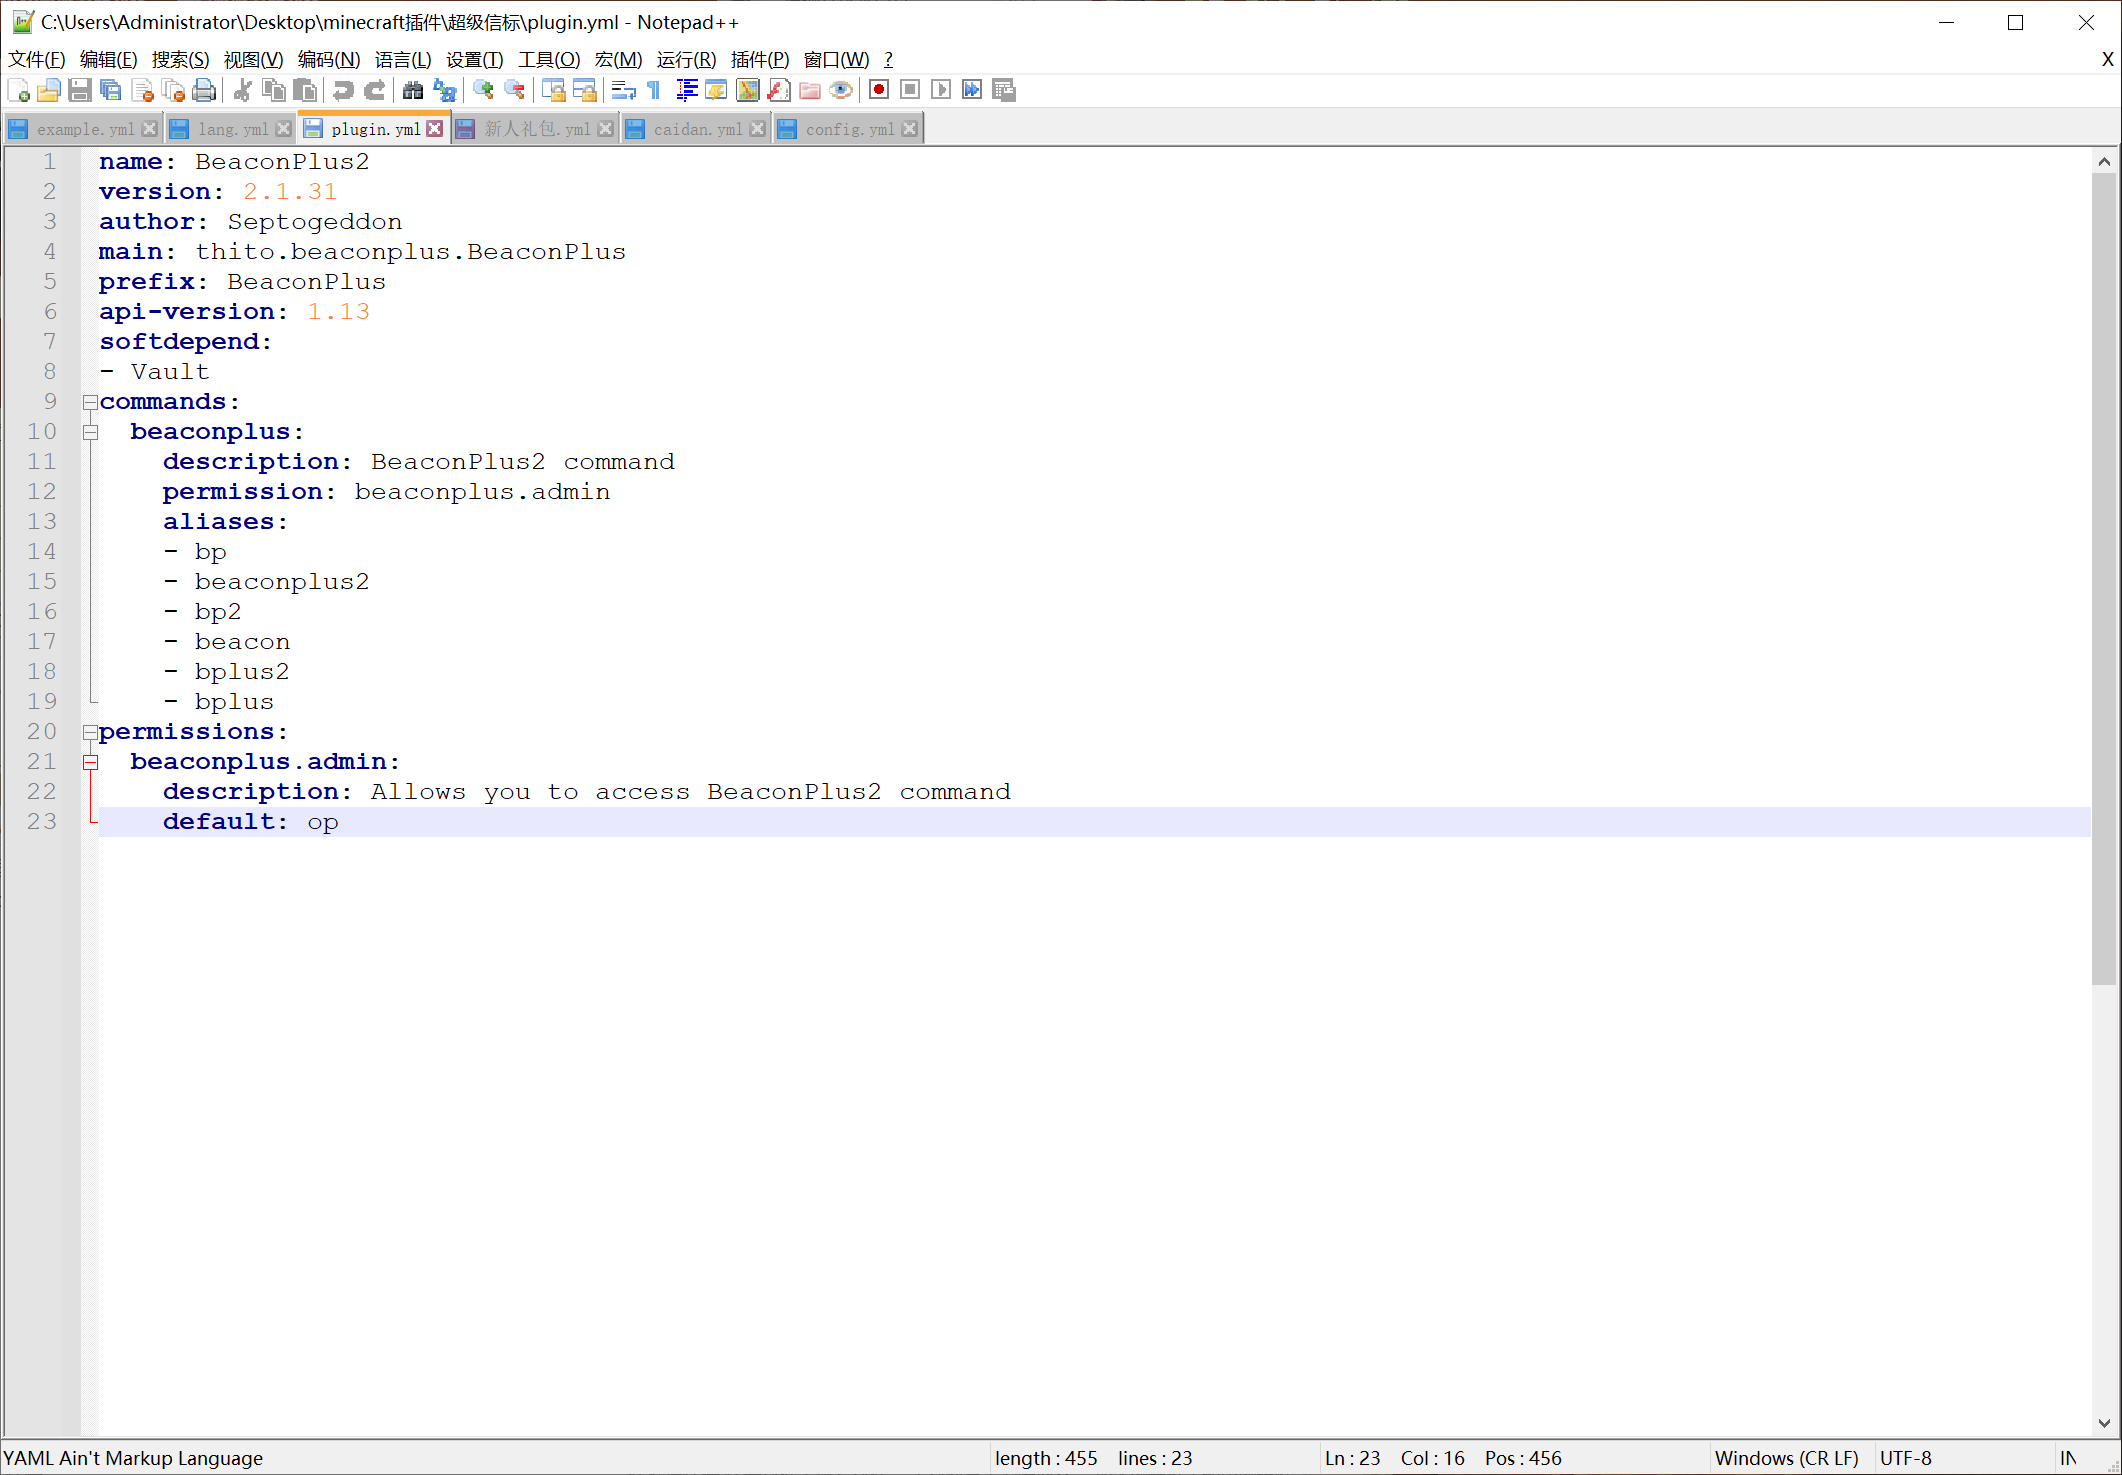 C:\Users\Administrator\Desktop\minecraft插件\超级信标\plugin.yml - Notepad++
文件(F) 编辑(E) 搜索(S) 视图(V) 编码(N) 语言(L) 设置(T) 工具(O) 宏(M) 运行(R) 插件(P) 窗口(W) ? X
example.yml lang.yml plugin.yml 新人礼包.yml caidan.yml config.yml
1 name: BeaconPlus2
2 version: 2.1.31
3 author: Septogeddon
4 main: thito.beaconplus.BeaconPlus
5 prefix: BeaconPlus
6 api-version: 1.13
7 softdepend:
8 - Vault
9 commands:
10 beaconplus:
11 description: BeaconPlus2 command
12 permission: beaconplus.admin
13 aliases:
14 - bp
15 - beaconplus2
16 - bp2
17 - beacon
18 - bplus2
19 - bplus
20 permissions:
21 beaconplus.admin:
22 description: Allows you to access BeaconPlus2 command
23 default: op
YAML Ain't Markup Language length : 455 lines : 23 Ln : 23 Col : 16 Pos : 456 Windows (CR LF) UTF-8 IN